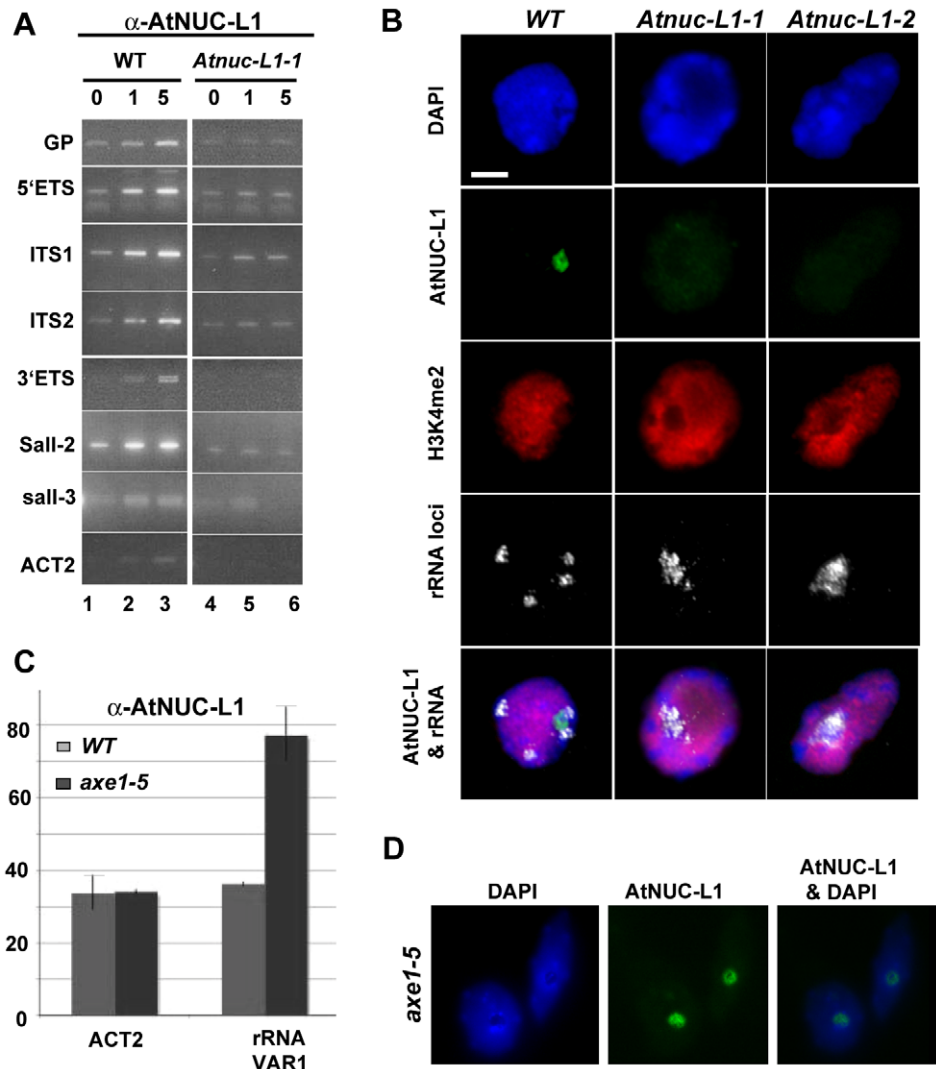 A
α-AtNUC-L1
WT Atnuc-L1-1
0 1 5 0 1 5
GP
5'ETS
ITS1
ITS2
3'ETS
SalI-2
salI-3
ACT2
1 2 3 4 5 6
B
WT Atnuc-L1-1 Atnuc-L1-2
DAPI
AtNUC-L1
H3K4me2
rRNA loci
AtNUC-L1
& rRNA
C
α-AtNUC-L1
WT
axe1-5
80
60
40
20
0
ACT2 rRNA
VAR1
D
DAPI AtNUC-L1 AtNUC-L1
& DAPI
axe1-5